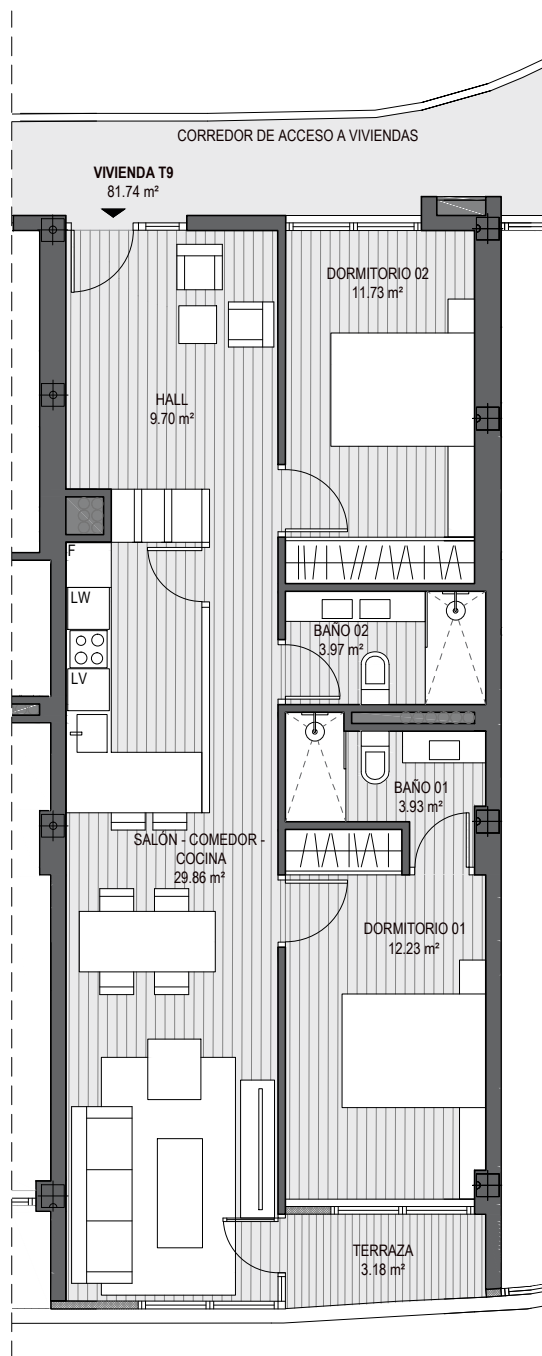 CORREDOR DE ACCESO A VIVIENDAS
VIVIENDA T9
81.74 m²
DORMITORIO 02
11.73 m²
HALL
9.70 m²
F
LW
LV
BAÑO 02
3.97 m²
BAÑO 01
3.93 m²
SALÓN - COMEDOR -
COCINA
29.86 m²
DORMITORIO 01
12.23 m²
TERRAZA
3.18 m²